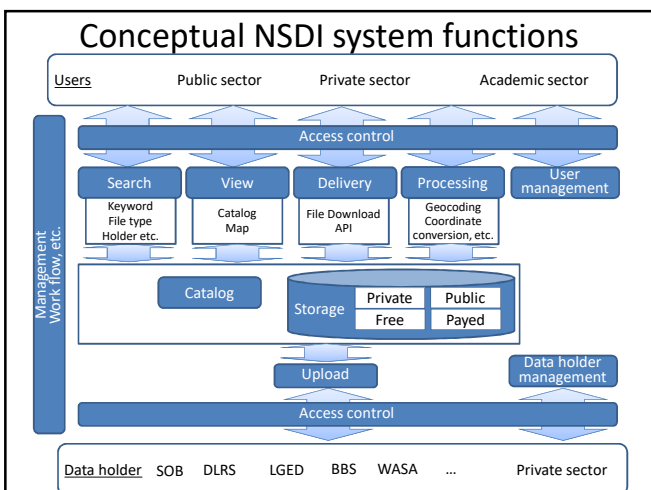 Conceptual NSDI system functions
Users Public sector Private sector Academic sector
Access control
Search View Delivery Processing User management
Keyword
File type
Holder etc.
Catalog
Map
File Download
API
Geocoding
Coordinate
conversion, etc.
Management
Work flow, etc.
Catalog
Storage
Private Public
Free Payed
Upload
Data holder
management
Access control
Data holder SOB DLRS LGED BBS WASA ... Private sector